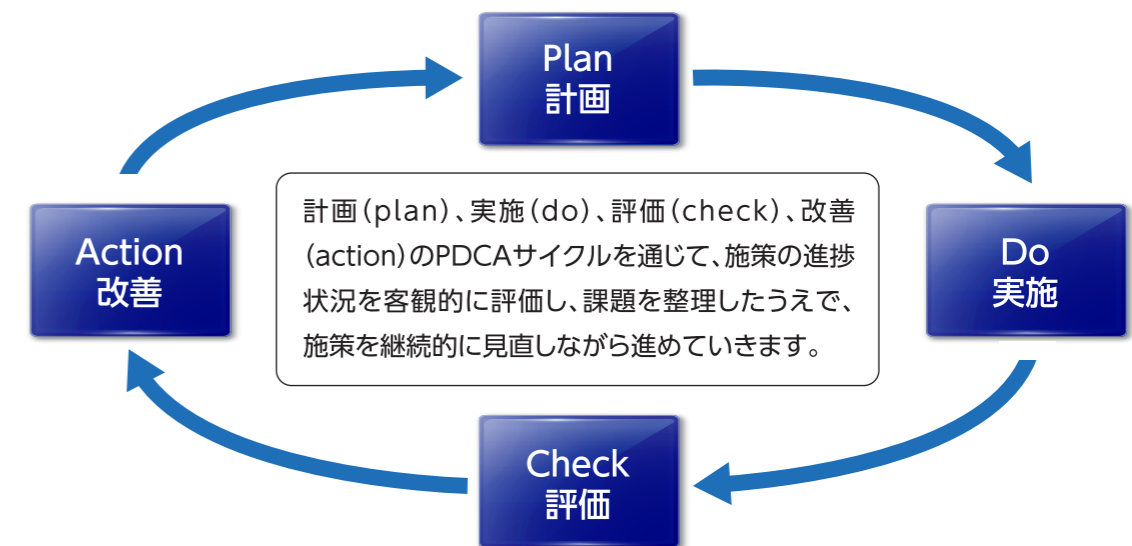 Plan
計画
Action
改善
計画(plan)、実施(do)、評価(check)、改善
(action)のPDCAサイクルを通じて、施策の進捗
状況を客観的に評価し、課題を整理したうえで、
施策を継続的に見直しながら進めていきます。
Do
実施
Check
評価